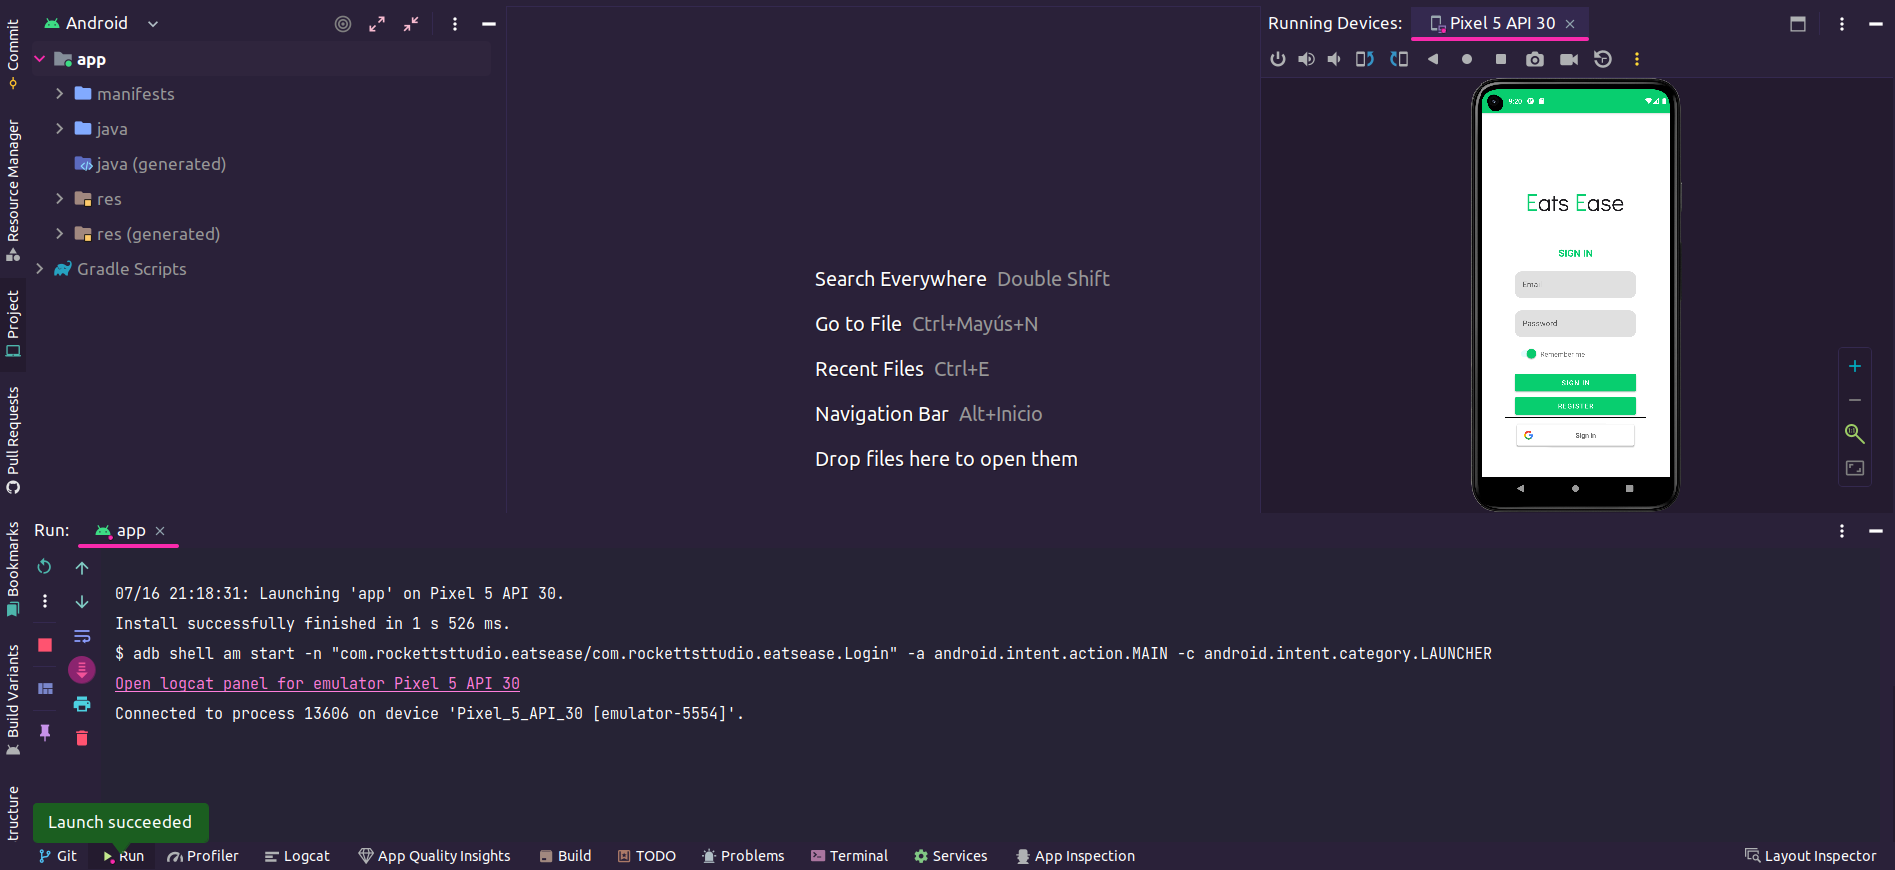 Android
app
manifests
java
java (generated)
res
res (generated)
Gradle Scripts
Commit
Resource Manager
Project
Pull Requests
Bookmarks
Build Variants
tructure
Search Everywhere Double Shift
Go to File Ctrl+Mayús+N
Recent Files Ctrl+E
Navigation Bar Alt+Inicio
Drop files here to open them
Running Devices: Pixel 5 API 30
9:20
Eats Ease
SIGN IN
Email
Password
Remember me
SIGN IN
REGISTER
Sign in
Run: app
07/16 21:18:31: Launching 'app' on Pixel 5 API 30.
Install successfully finished in 1 s 526 ms.
$ adb shell am start -n "com.rockettsttudio.eatsease/com.rockettsttudio.eatsease.Login" -a android.intent.action.MAIN -c android.intent.category.LAUNCHER
Open logcat panel for emulator Pixel 5 API 30
Connected to process 13606 on device 'Pixel_5_API_30 [emulator-5554]'.
Launch succeeded
Git Run Profiler Logcat App Quality Insights Build TODO Problems Terminal Services App Inspection Layout Inspector